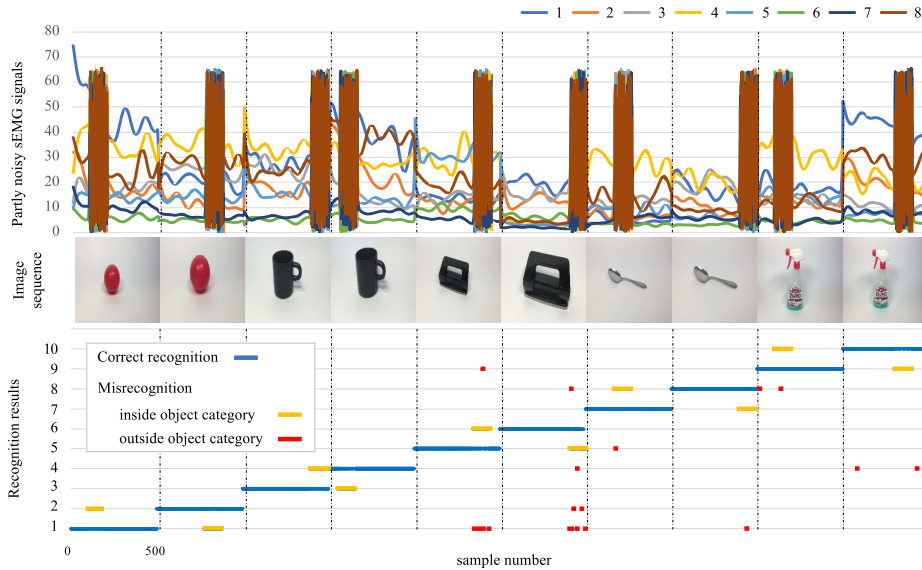 1 2 3 4 5 6 7 8
Partly noisy sEMG signals
80
70
60
50
40
30
20
10
0
Image
sequence
Recognition results
10
9
8
7
6
5
4
3
2
1
Correct recognition
Misrecognition
inside object category
outside object category
0 500
sample number